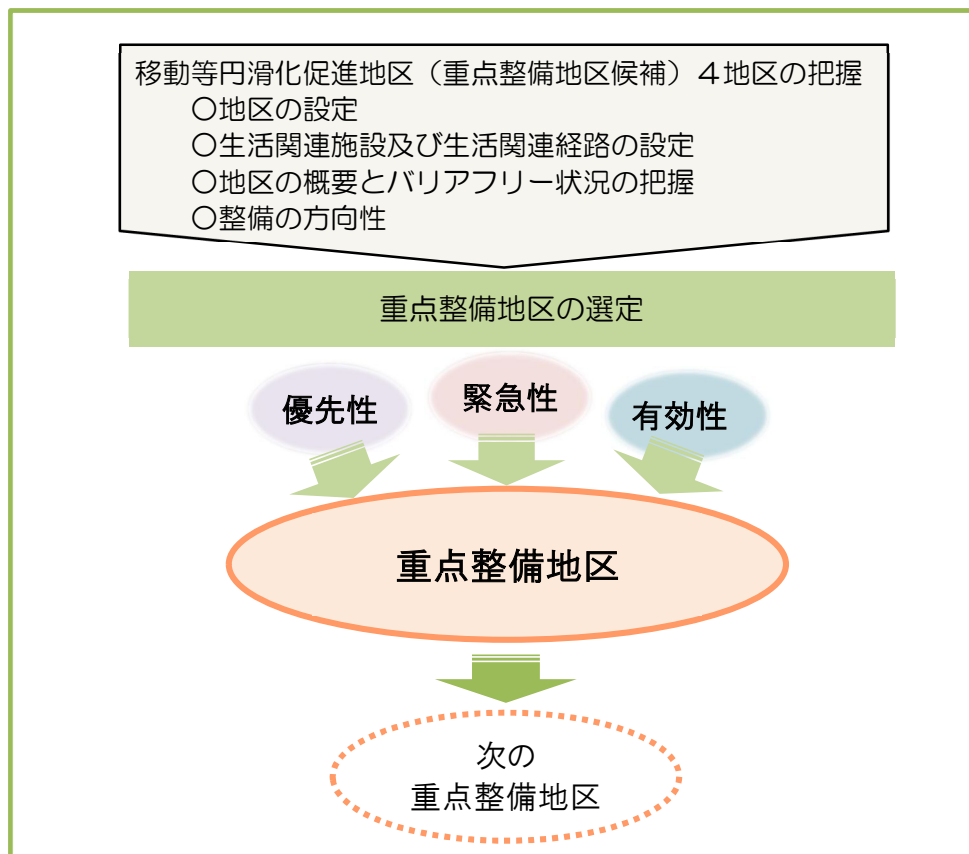 移動等円滑化促進地区（重点整備地区候補）４地区の把握
〇地区の設定
〇生活関連施設及び生活関連経路の設定
〇地区の概要とバリアフリー状況の把握
〇整備の方向性
重点整備地区の選定
優先性
緊急性
有効性
重点整備地区
次の
重点整備地区